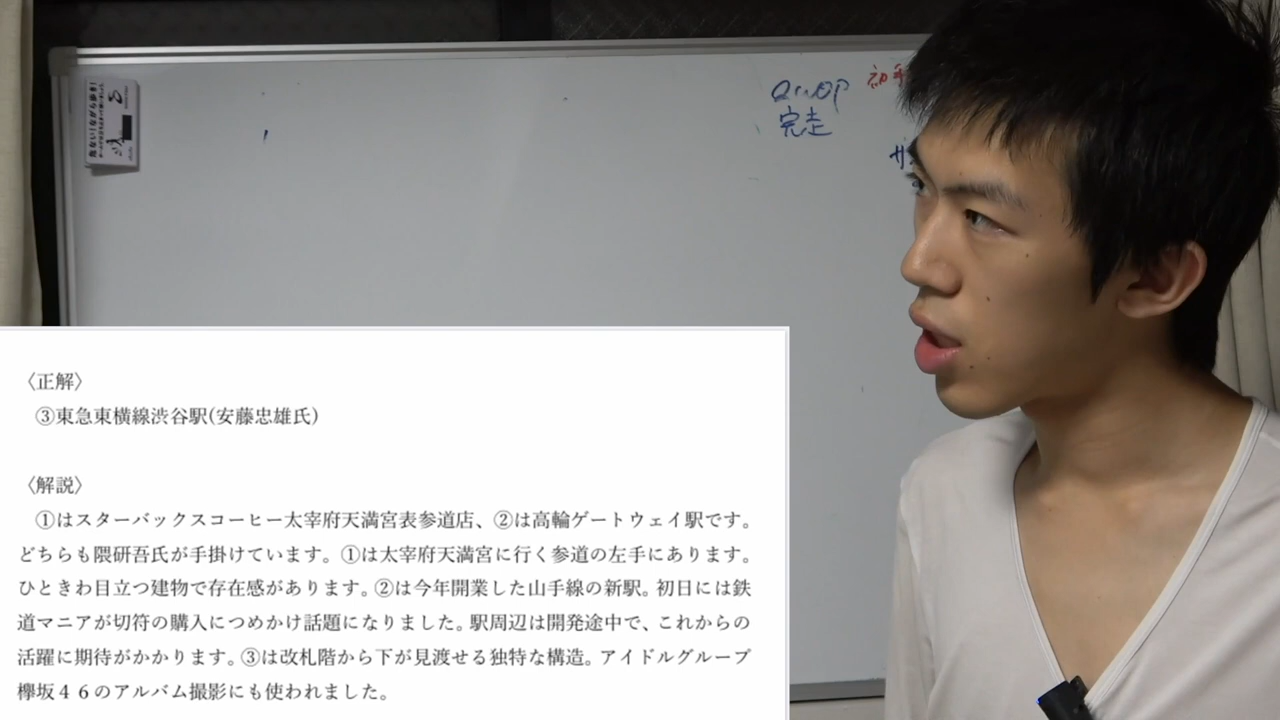 危ない!ながら歩き!
完走
初手
〈正解〉
③東急東横線渋谷駅(安藤忠雄氏)
〈解説〉
①はスターバックスコーヒー太宰府天満宮表参道店、②は高輪ゲートウェイ駅です。
どちらも隈研吾氏が手掛けています。①は太宰府天満宮に行く参道の左手にあります。
ひときわ目立つ建物で存在感があります。②は今年開業した山手線の新駅。初日には鉄
道マニアが切符の購入につめかけ話題になりました。駅周辺は開発途中で、これからの
活躍に期待がかかります。③は改札階から下が見渡せる独特な構造。アイドルグループ
欅坂46のアルバム撮影にも使われました。